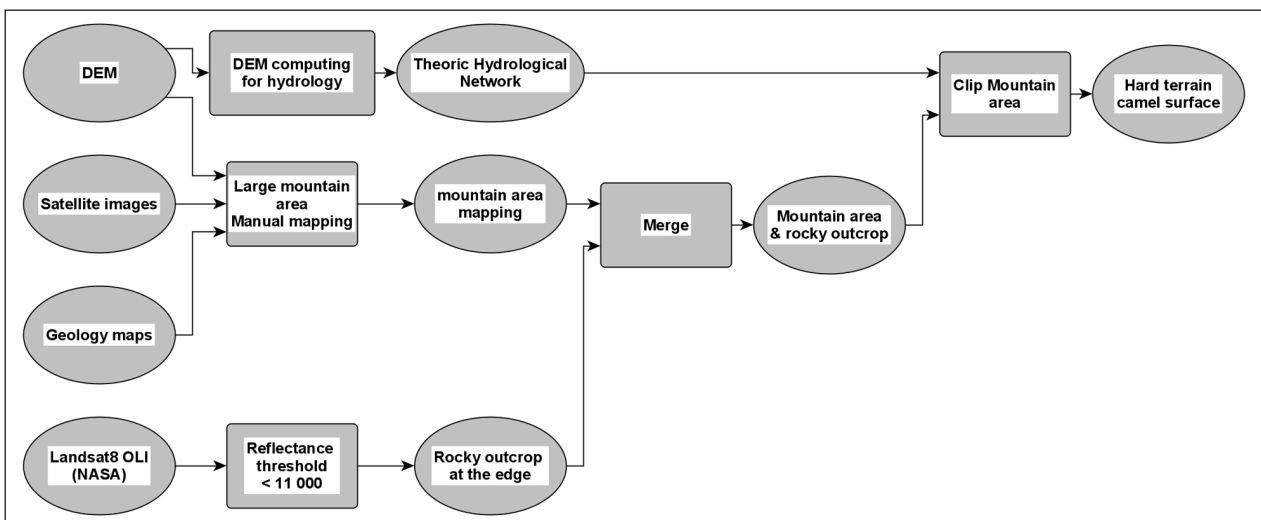 DEM
DEM computing
for hydrology
Theoric Hydrological
Network
Clip Mountain
area
Hard terrain
camel surface
Satellite images
Large mountain
area
Manual mapping
mountain area
mapping
Merge
Mountain area
& rocky outcrop
Geology maps
Landsat8 OLI
(NASA)
Reflectance
threshold
< 11 000
Rocky outcrop
at the edge